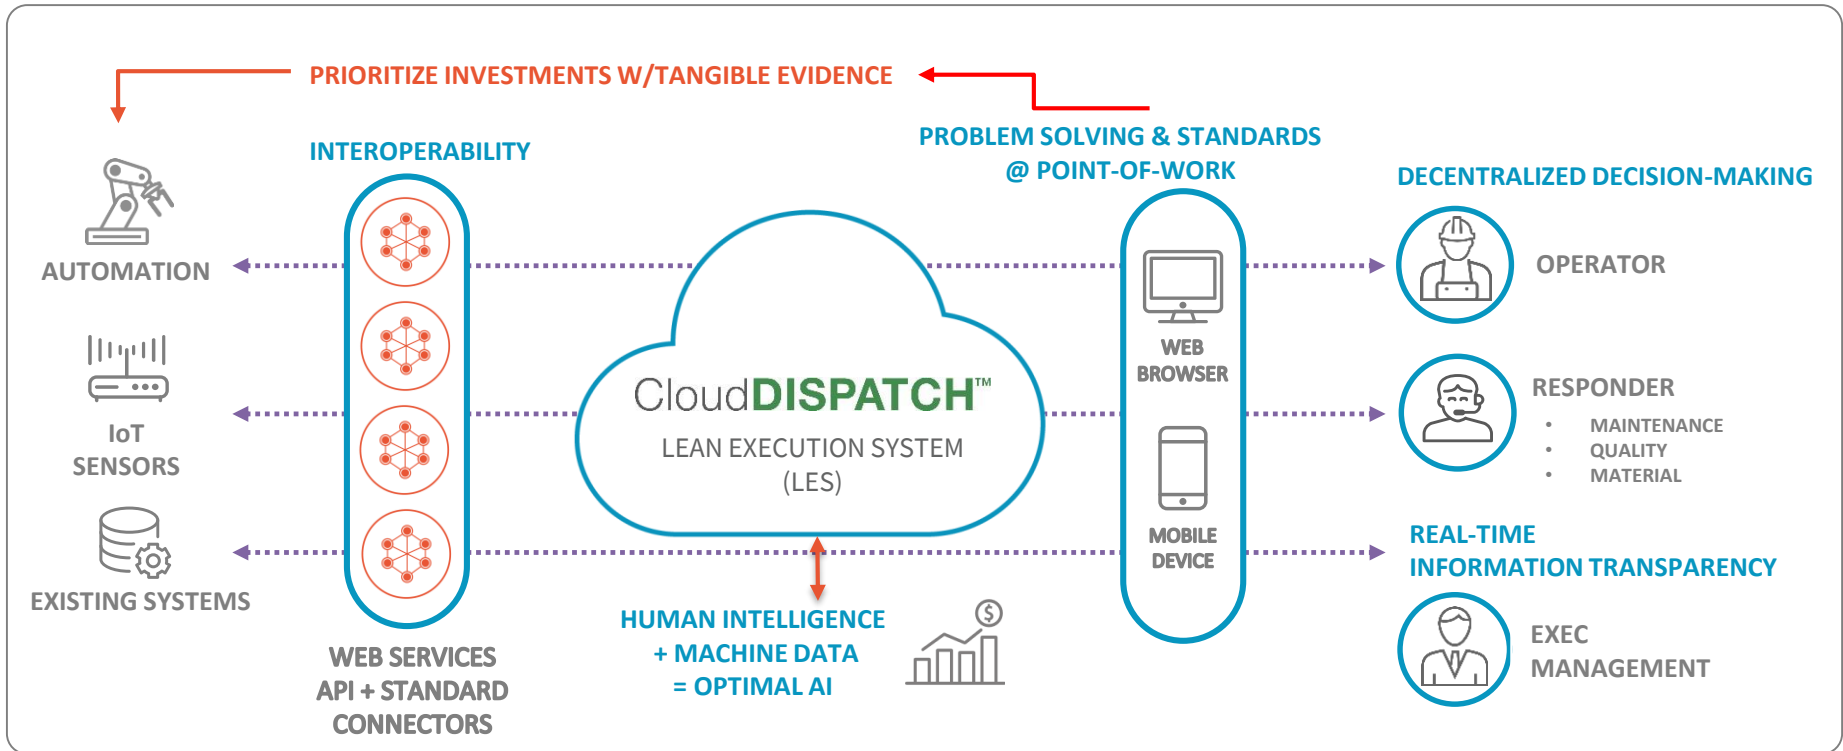 PRIORITIZE INVESTMENTS W/TANGIBLE EVIDENCE
INTEROPERABILITY
PROBLEM SOLVING & STANDARDS
@ POINT-OF-WORK
DECENTRALIZED DECISION-MAKING
AUTOMATION
OPERATOR
WEB
BROWSER
CloudDISPATCH™
LEAN EXECUTION SYSTEM
(LES)
RESPONDER
• MAINTENANCE
• QUALITY
• MATERIAL
IoT
SENSORS
MOBILE
DEVICE
REAL-TIME
INFORMATION TRANSPARENCY
EXISTING SYSTEMS
HUMAN INTELLIGENCE
+ MACHINE DATA
= OPTIMAL AI
$
EXEC
MANAGEMENT
WEB SERVICES
API + STANDARD
CONNECTORS